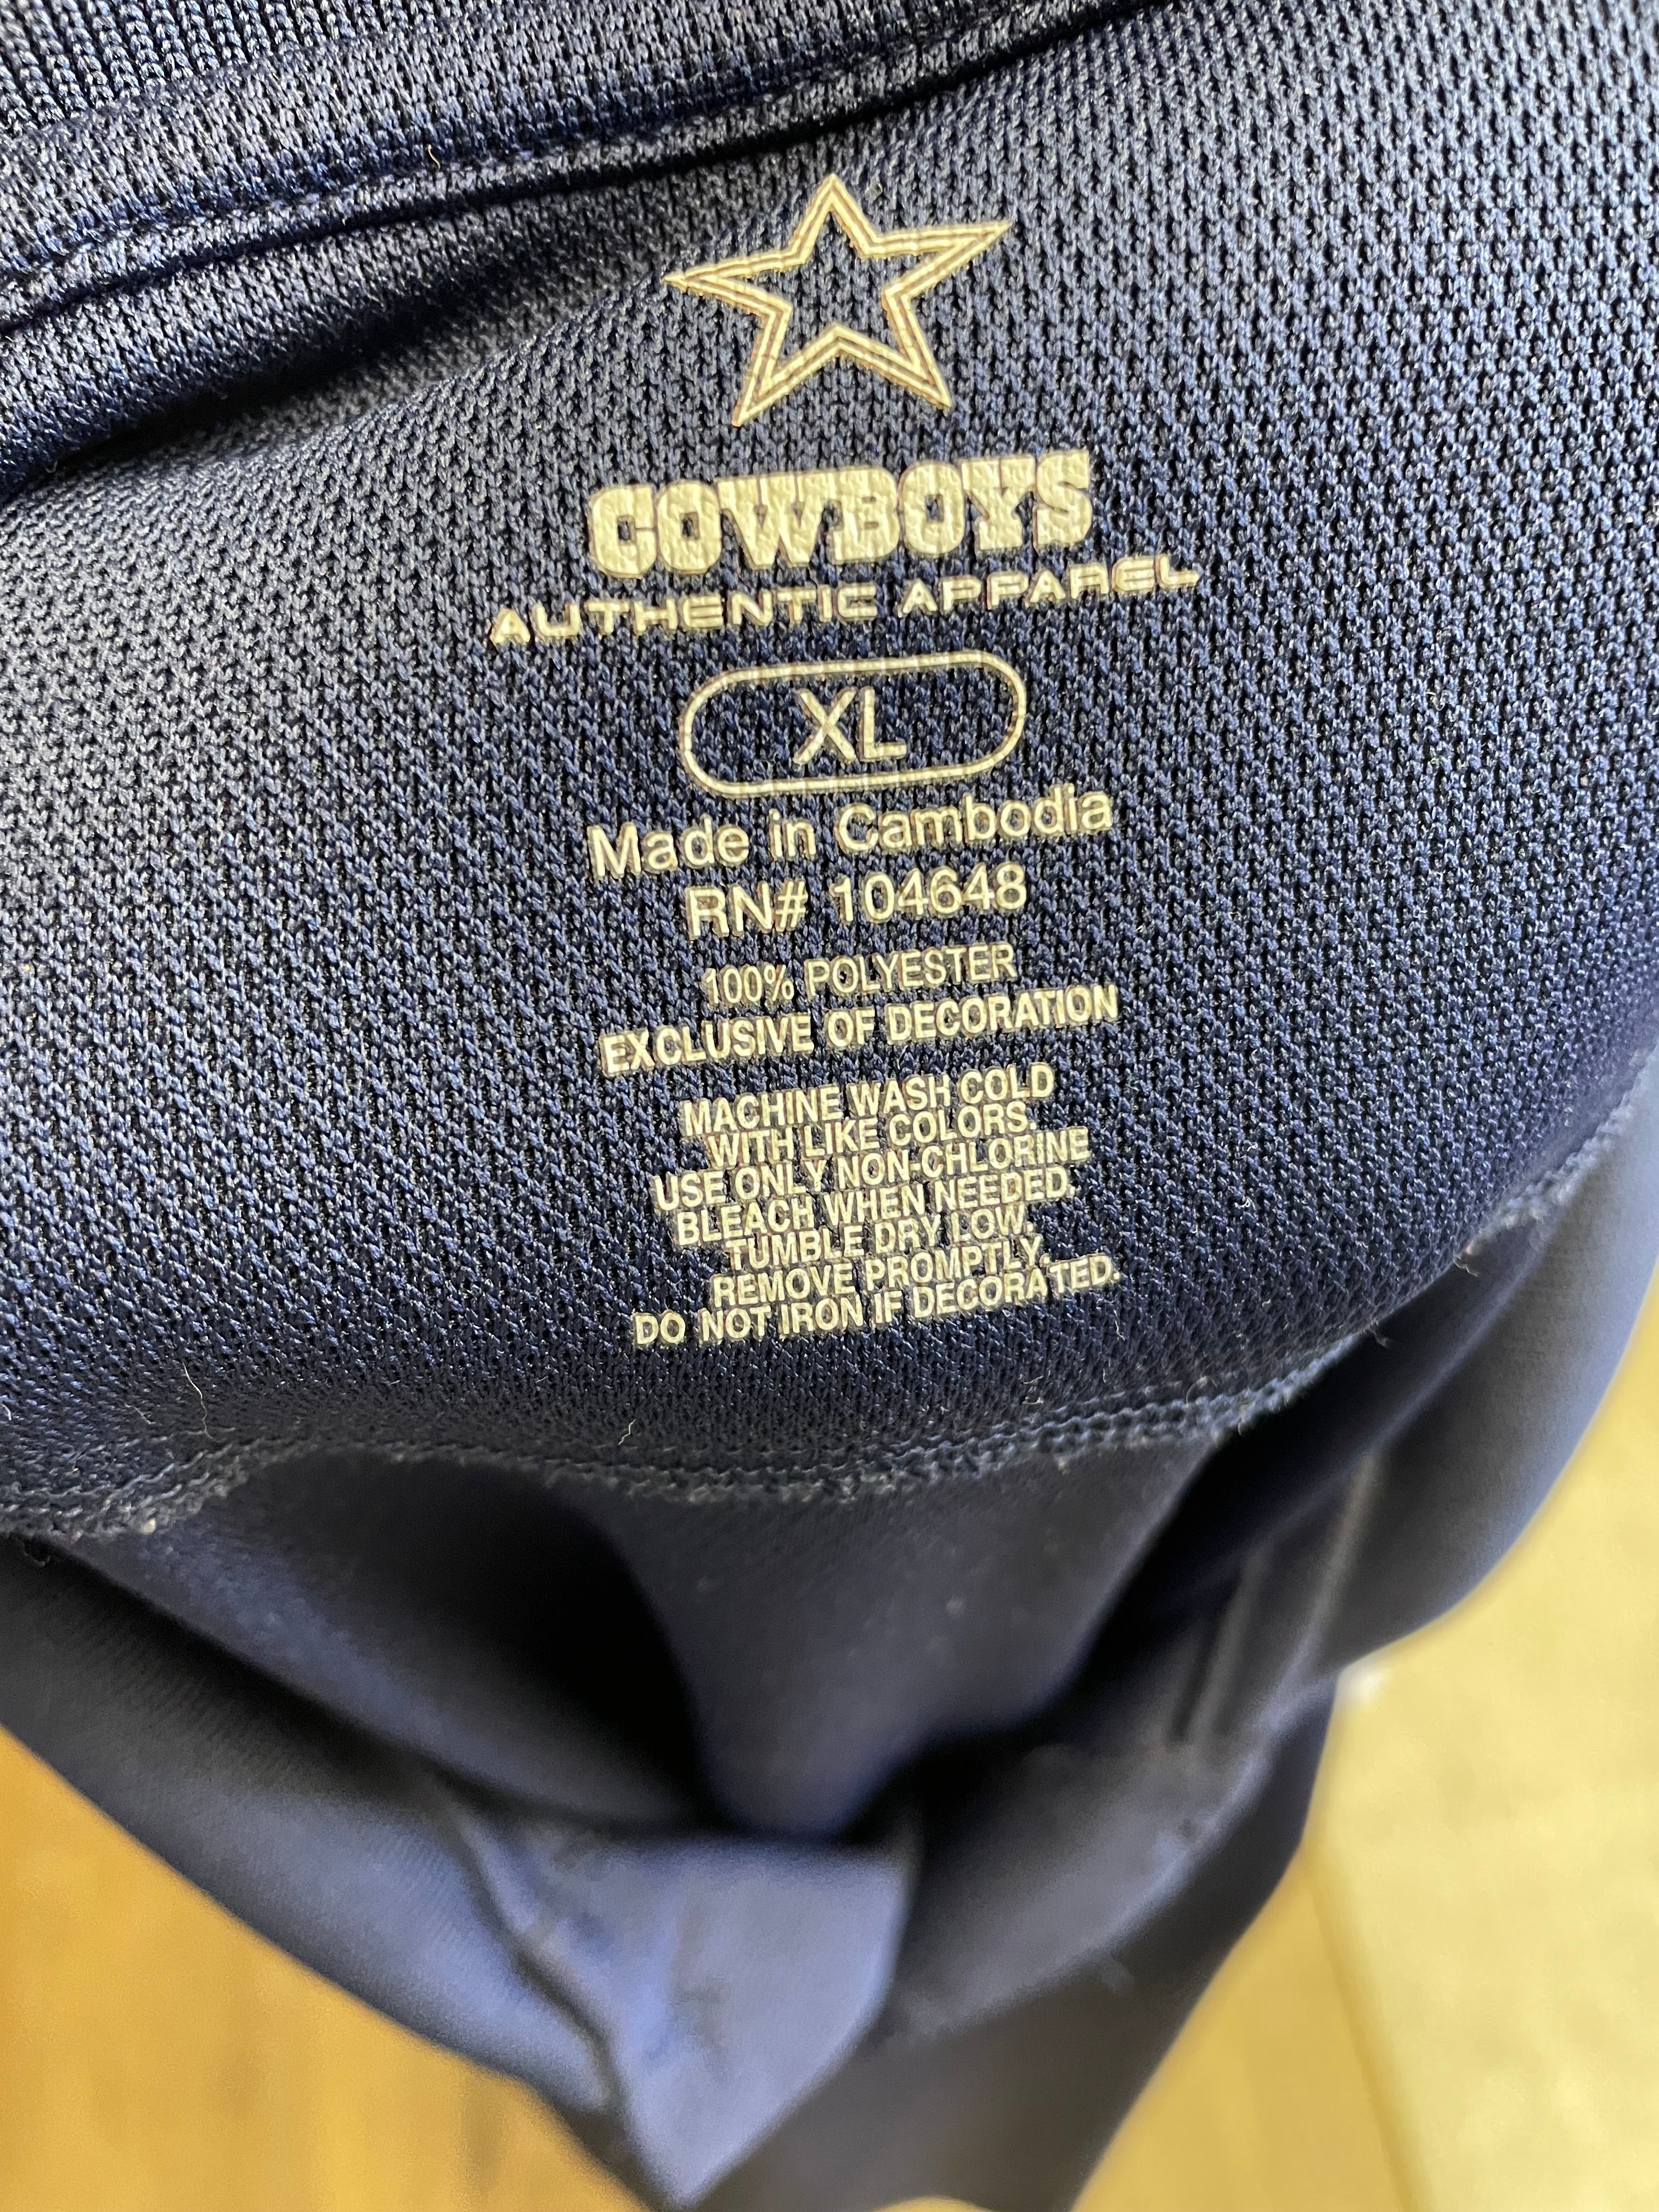 COWBOYS
AUTHENTIC APPAREL
XL
Made in Cambodia
RN# 104648
100% POLYESTER
EXCLUSIVE OF DECORATION
MACHINE WASH COLD
WITH LIKE COLORS.
USE ONLY NON-CHLORINE
BLEACH WHEN NEEDED.
TUMBLE DRY LOW.
REMOVE PROMPTLY.
DO NOT IRON IF DECORATED.